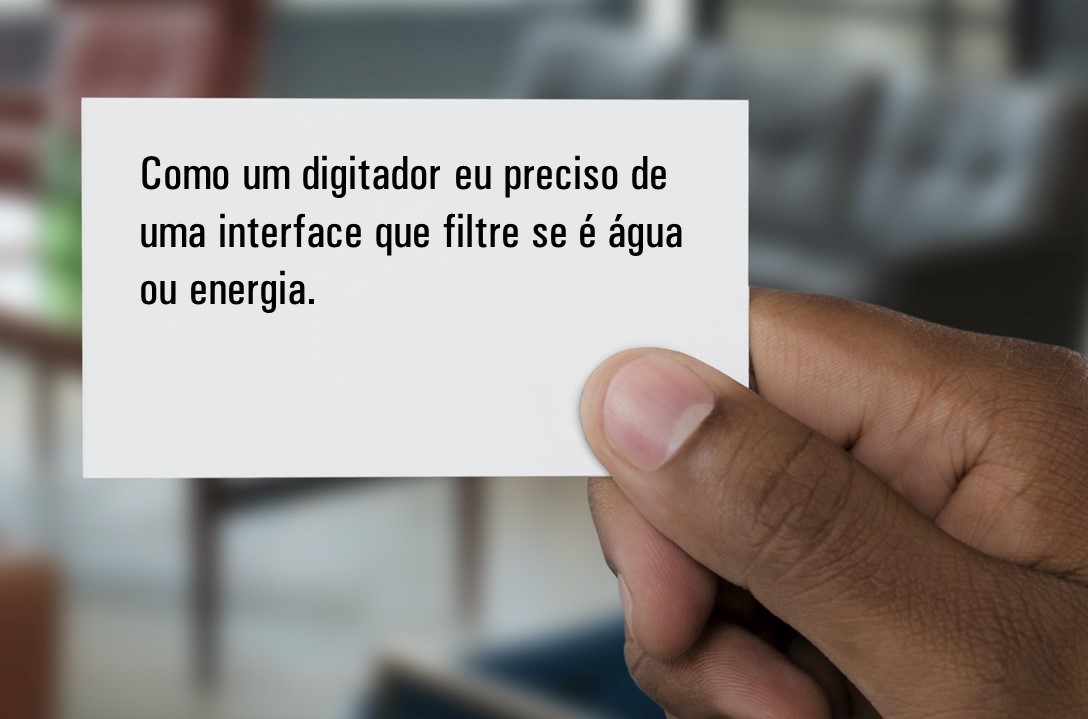 Como um digitador eu preciso de
uma interface que filtre se é água
ou energia.